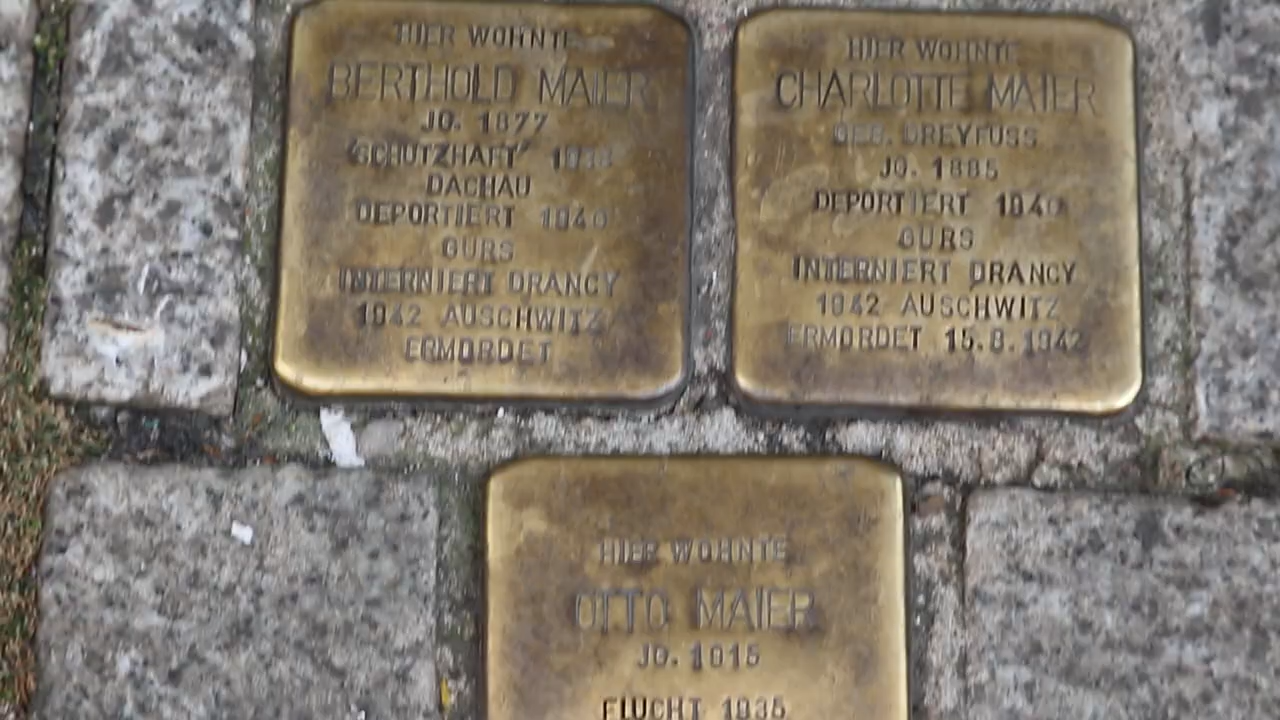 HIER WOHNTE
BERTHOLD MAIER
JG. 1877
"SCHUTZHAFT" 1938
DACHAU
DEPORTIERT 1940
GURS
INTERNIERT DRANCY
1942 AUSCHWITZ
ERMORDET
HIER WOHNTE
CHARLOTTE MAIER
GEB. DREYFUSS
JG. 1885
DEPORTIERT 1940
GURS
INTERNIERT DRANCY
1942 AUSCHWITZ
ERMORDET 15.8.1942
HIER WOHNTE
OTTO MAIER
JG. 1915
FLUCHT 1935